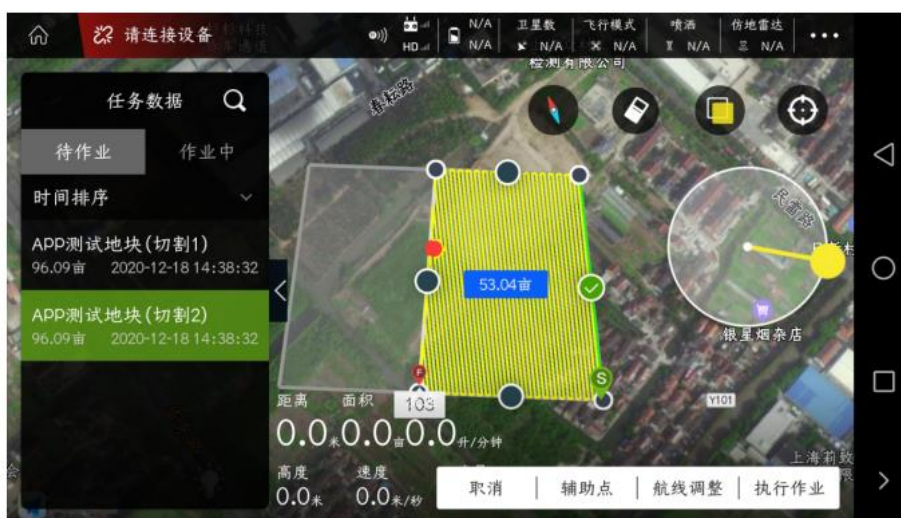 请连接设备
HD
N/A
N/A
卫星数
N/A
飞行模式
N/A
喷洒
N/A
仿地雷达
N/A
检测有限公司
春耘路
任务数据
待作业
作业中
时间排序
APP测试地块(切割1)
96.09亩 2020-12-18 14:38:32
APP测试地块(切割2)
96.09亩 2020-12-18 14:38:32
53.04亩
民雷路
银星烟杂店
F
S
103
Y101
距离 面积
0.0米 0.0亩 0.0升/分钟
高度 速度
0.0米 0.0米/秒
上海莉致
取消 辅助点 航线调整 执行作业